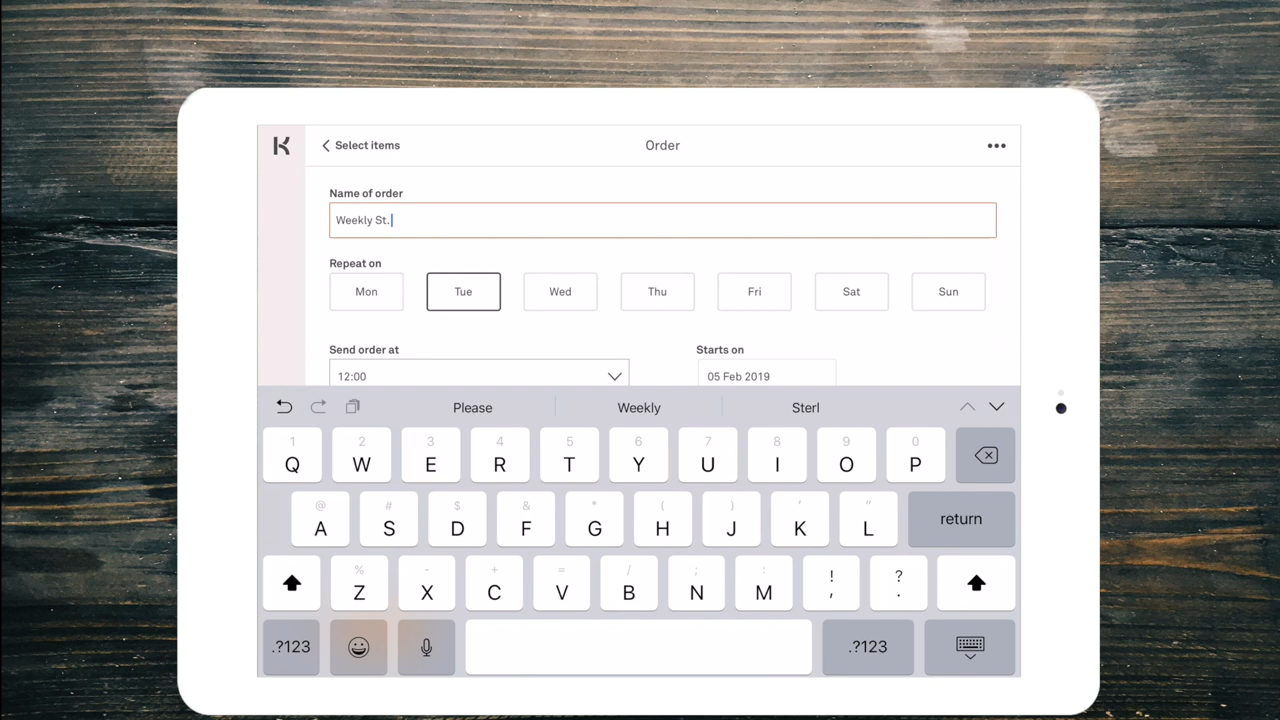 K
Select items
Order
•••
Name of order
Weekly St.
Repeat on
Mon Tue Wed Thu Fri Sat Sun
Send order at Starts on
12:00 05 Feb 2019
Please Weekly Sterl
1 2 3 4 5 6 7 8 9 0
Q W E R T Y U I O P
@ # $ & * ( ) ' "
A S D F G H J K L return
% - + = / ; : ! ?
Z X C V B N M , .
.?123 .?123